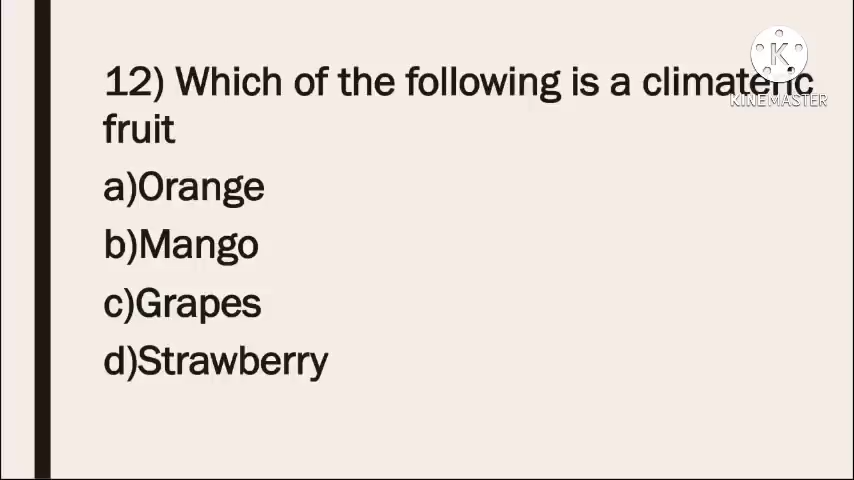 12) Which of the following is a climateric
fruit
a)Orange
b)Mango
c)Grapes
d)Strawberry
K
KINEMASTER